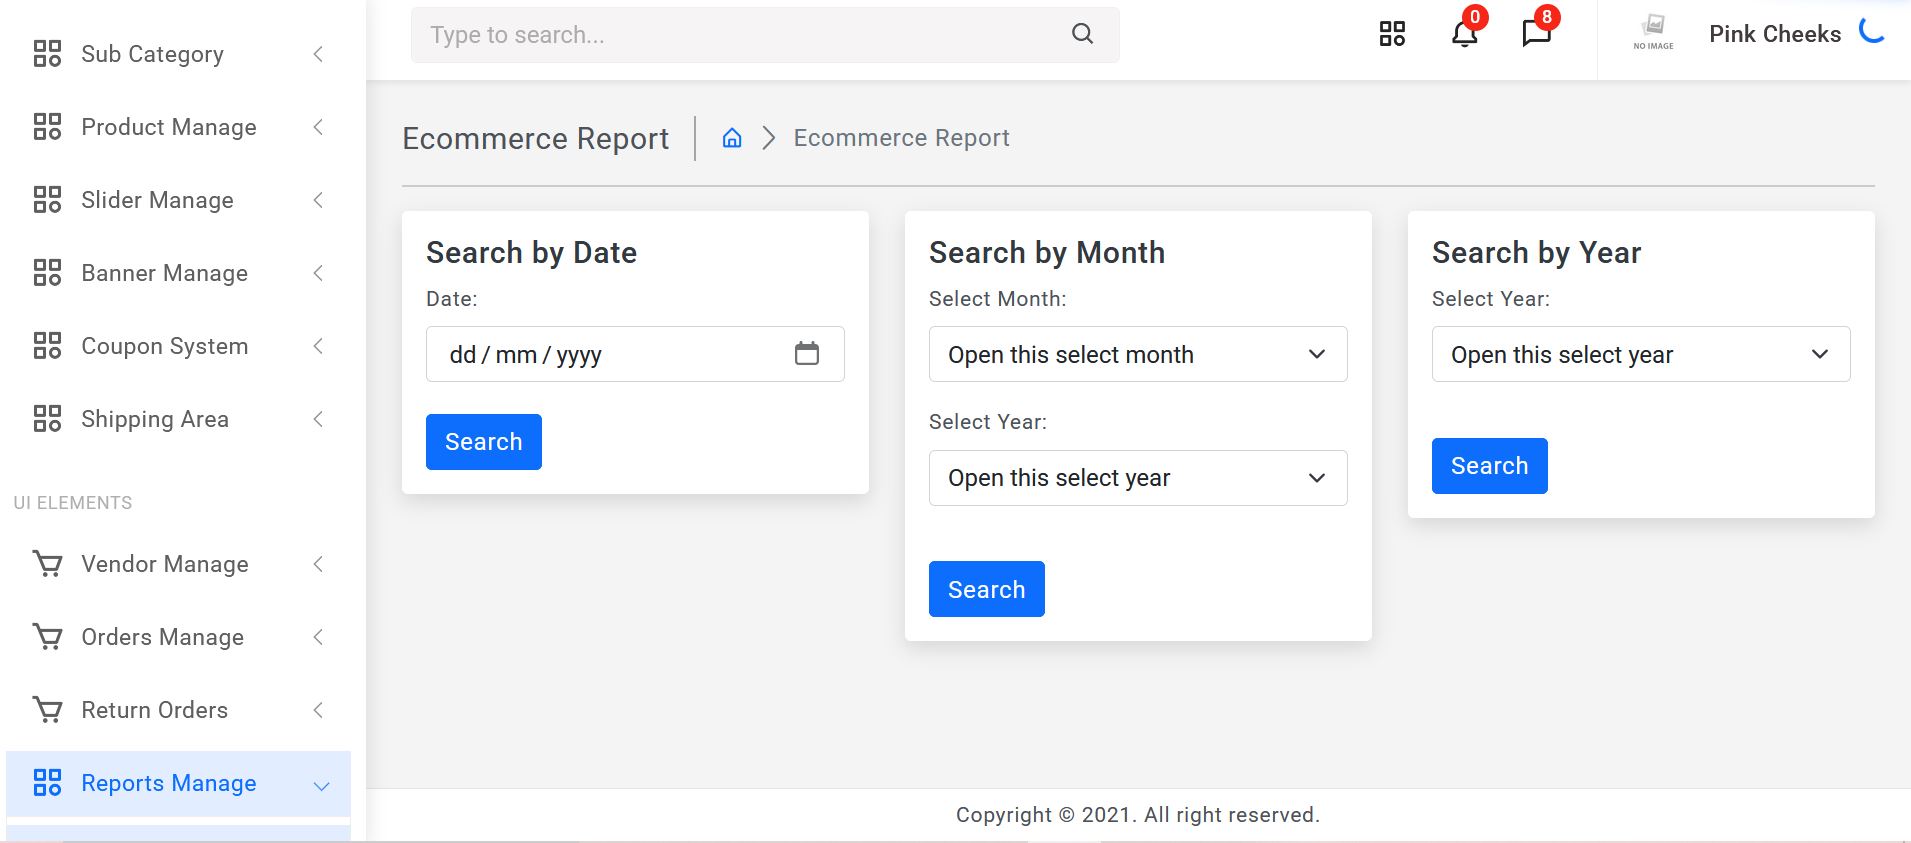 Sub Category
Product Manage
Slider Manage
Banner Manage
Coupon System
Shipping Area
UI ELEMENTS
Vendor Manage
Orders Manage
Return Orders
Reports Manage
Type to search...
0
8
NO IMAGE
Pink Cheeks
Ecommerce Report
Ecommerce Report
Search by Date
Date:
dd/mm/yyyy
Search
Search by Month
Select Month:
Open this select month
Select Year:
Open this select year
Search
Search by Year
Select Year:
Open this select year
Search
Copyright © 2021. All right reserved.